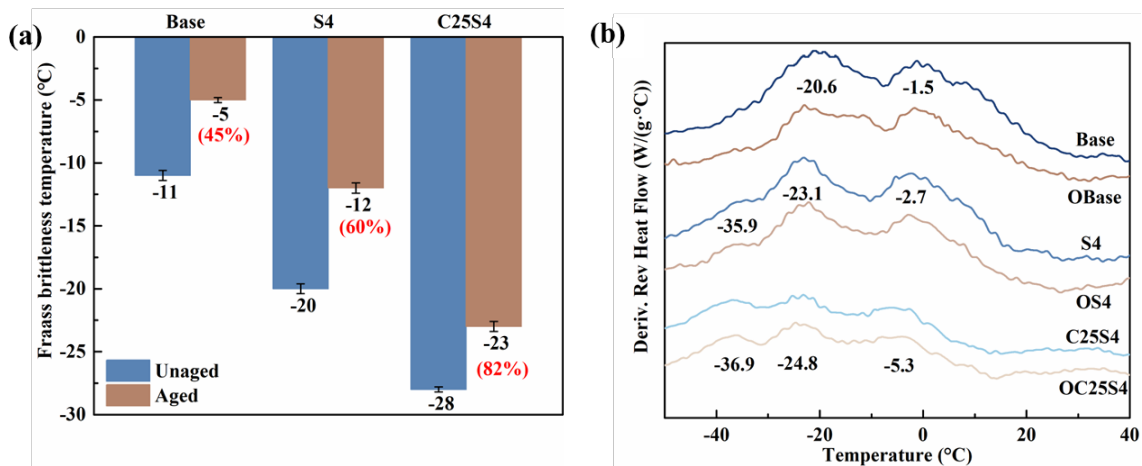 (a)
Base S4 C25S4
Fraass brittleness temperature (°C)
0
-5
-10
-15
-20
-25
-30
-5
(45%)
-11
-12
(60%)
-20
-23
(82%)
-28
Unaged
Aged
(b)
Deriv. Rev Heat Flow (W/(g·°C))
-20.6 -1.5
Base
OBase
-23.1 -2.7
-35.9
S4
OS4
C25S4
-36.9 -24.8 -5.3
OC25S4
-40 -20 0 20 40
Temperature (°C)